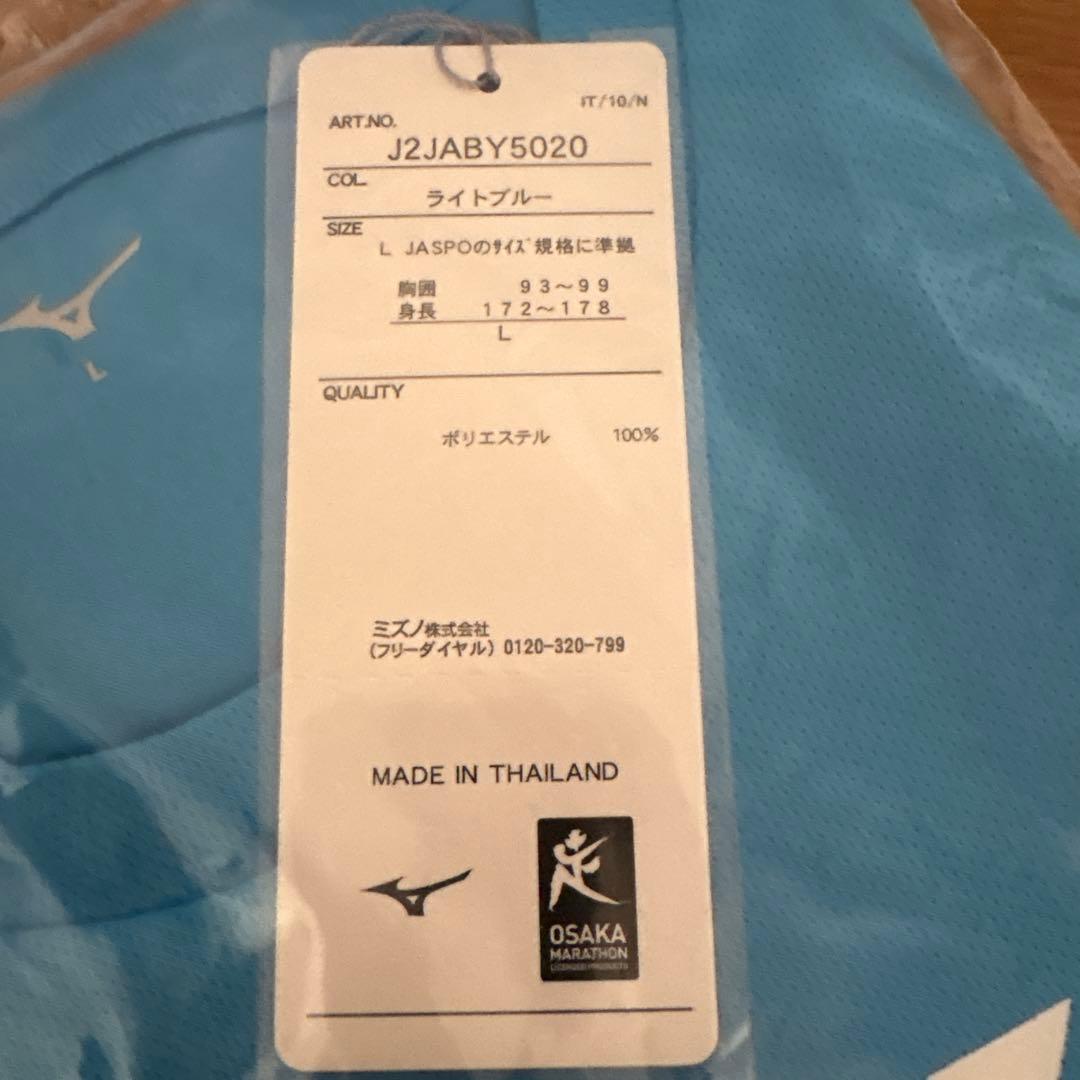 IT/10/N
ART.NO.
J2JABY5020
COL.
ライトブルー
SIZE
L JASPOのｻｲｽﾞ規格に準拠
胸囲 93～99
身長 172～178
L
QUALITY
ポリエステル 100%
ミズノ株式会社
(フリーダイヤル) 0120-320-799
MADE IN THAILAND
OSAKA
MARATHON
LICENSED PRODUCTS